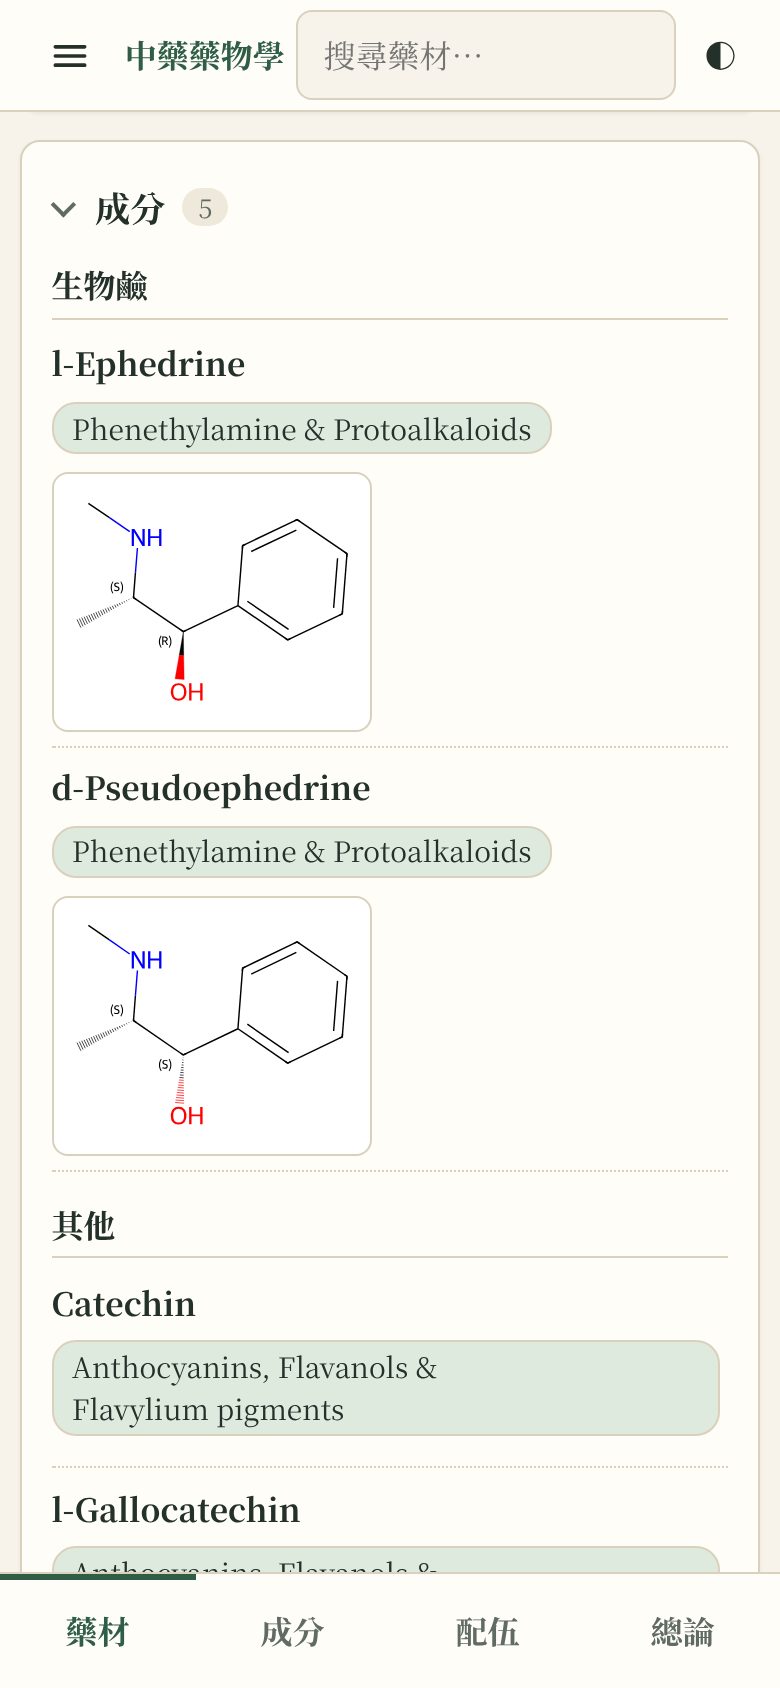 中藥藥物學
搜尋藥材…
成分 5
生物鹼
l-Ephedrine
Phenethylamine & Protoalkaloids
NH
(S)
(R)
OH
d-Pseudoephedrine
Phenethylamine & Protoalkaloids
NH
(S)
(S)
OH
其他
Catechin
Anthocyanins, Flavanols &
Flavylium pigments
l-Gallocatechin
Anthocyanins, Flavanols &
藥材 成分 配伍 總論